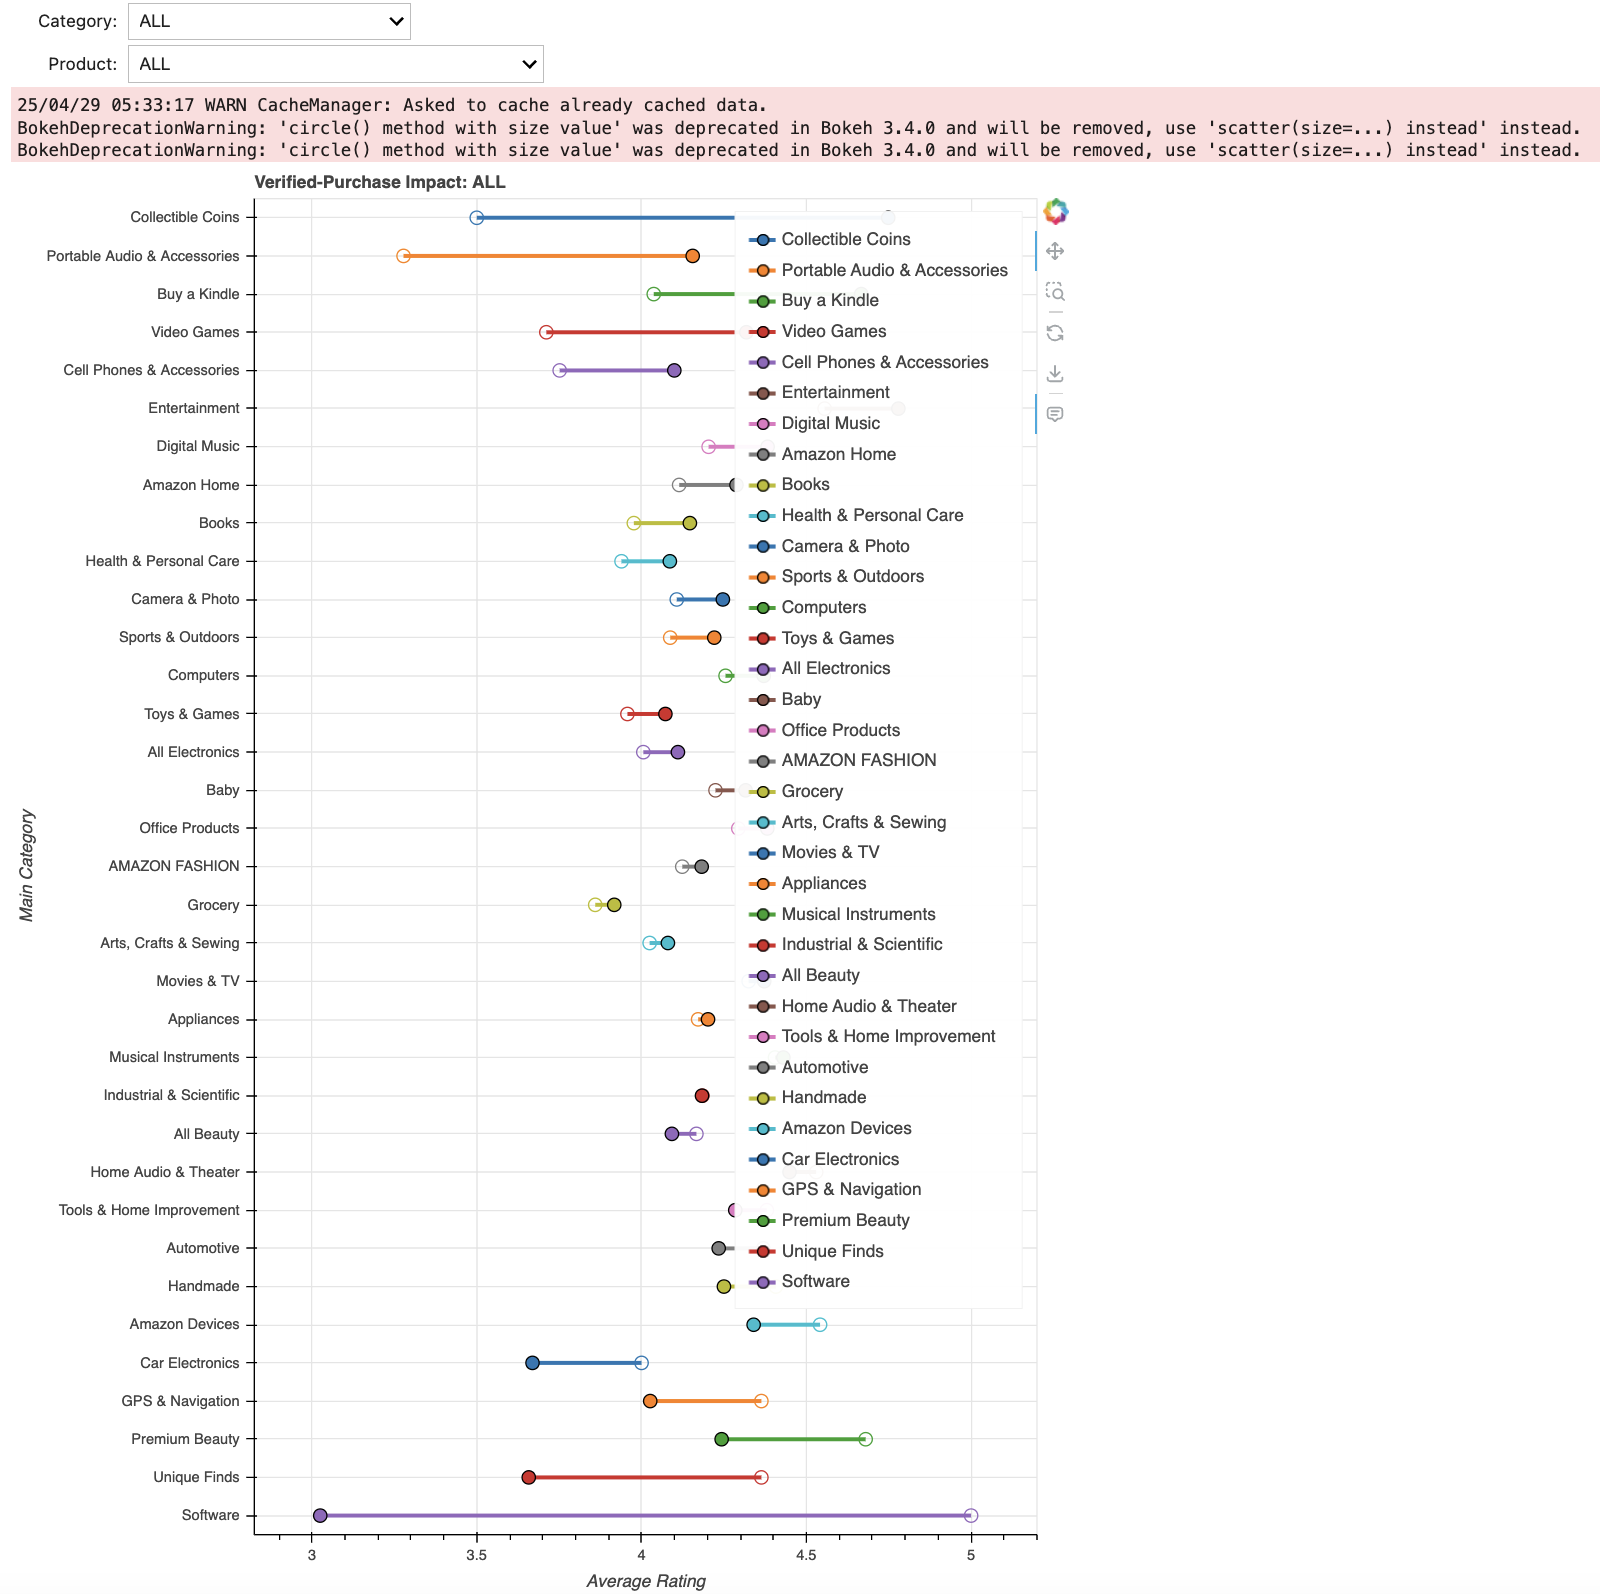 Category: ALL
Product: ALL
25/04/29 05:33:17 WARN CacheManager: Asked to cache already cached data.
BokehDeprecationWarning: 'circle() method with size value' was deprecated in Bokeh 3.4.0 and will be removed, use 'scatter(size=...) instead' instead.
BokehDeprecationWarning: 'circle() method with size value' was deprecated in Bokeh 3.4.0 and will be removed, use 'scatter(size=...) instead' instead.
Verified-Purchase Impact: ALL
Main Category
Collectible Coins
Portable Audio & Accessories
Buy a Kindle
Video Games
Cell Phones & Accessories
Entertainment
Digital Music
Amazon Home
Books
Health & Personal Care
Camera & Photo
Sports & Outdoors
Computers
Toys & Games
All Electronics
Baby
Office Products
AMAZON FASHION
Grocery
Arts, Crafts & Sewing
Movies & TV
Appliances
Musical Instruments
Industrial & Scientific
All Beauty
Home Audio & Theater
Tools & Home Improvement
Automotive
Handmade
Amazon Devices
Car Electronics
GPS & Navigation
Premium Beauty
Unique Finds
Software
Collectible Coins
Portable Audio & Accessories
Buy a Kindle
Video Games
Cell Phones & Accessories
Entertainment
Digital Music
Amazon Home
Books
Health & Personal Care
Camera & Photo
Sports & Outdoors
Computers
Toys & Games
All Electronics
Baby
Office Products
AMAZON FASHION
Grocery
Arts, Crafts & Sewing
Movies & TV
Appliances
Musical Instruments
Industrial & Scientific
All Beauty
Home Audio & Theater
Tools & Home Improvement
Automotive
Handmade
Amazon Devices
Car Electronics
GPS & Navigation
Premium Beauty
Unique Finds
Software
3 3.5 4 4.5 5
Average Rating